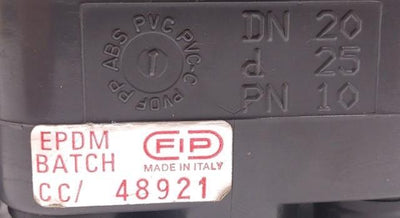 ABS PVC PVC-C PVDF PP
DN 20
d 25
PN 10
EPDM
BATCH
CC/ 48921
FIP
MADE IN ITALY